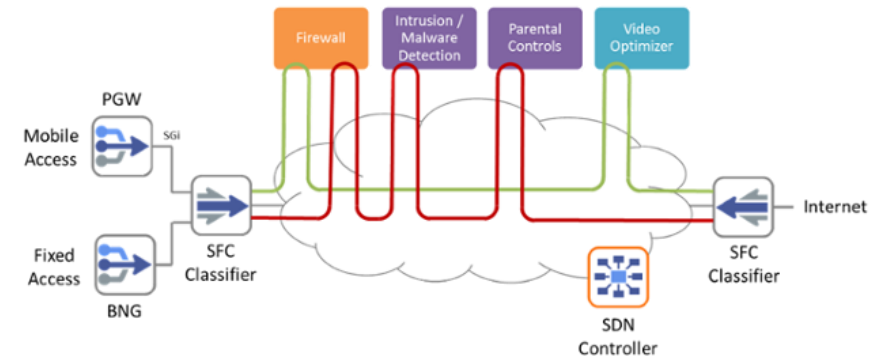 Firewall
Intrusion /
Malware
Detection
Parental
Controls
Video
Optimizer
PGW
Mobile
Access
SGi
Fixed
Access
BNG
SFC
Classifier
Internet
SFC
Classifier
SDN
Controller